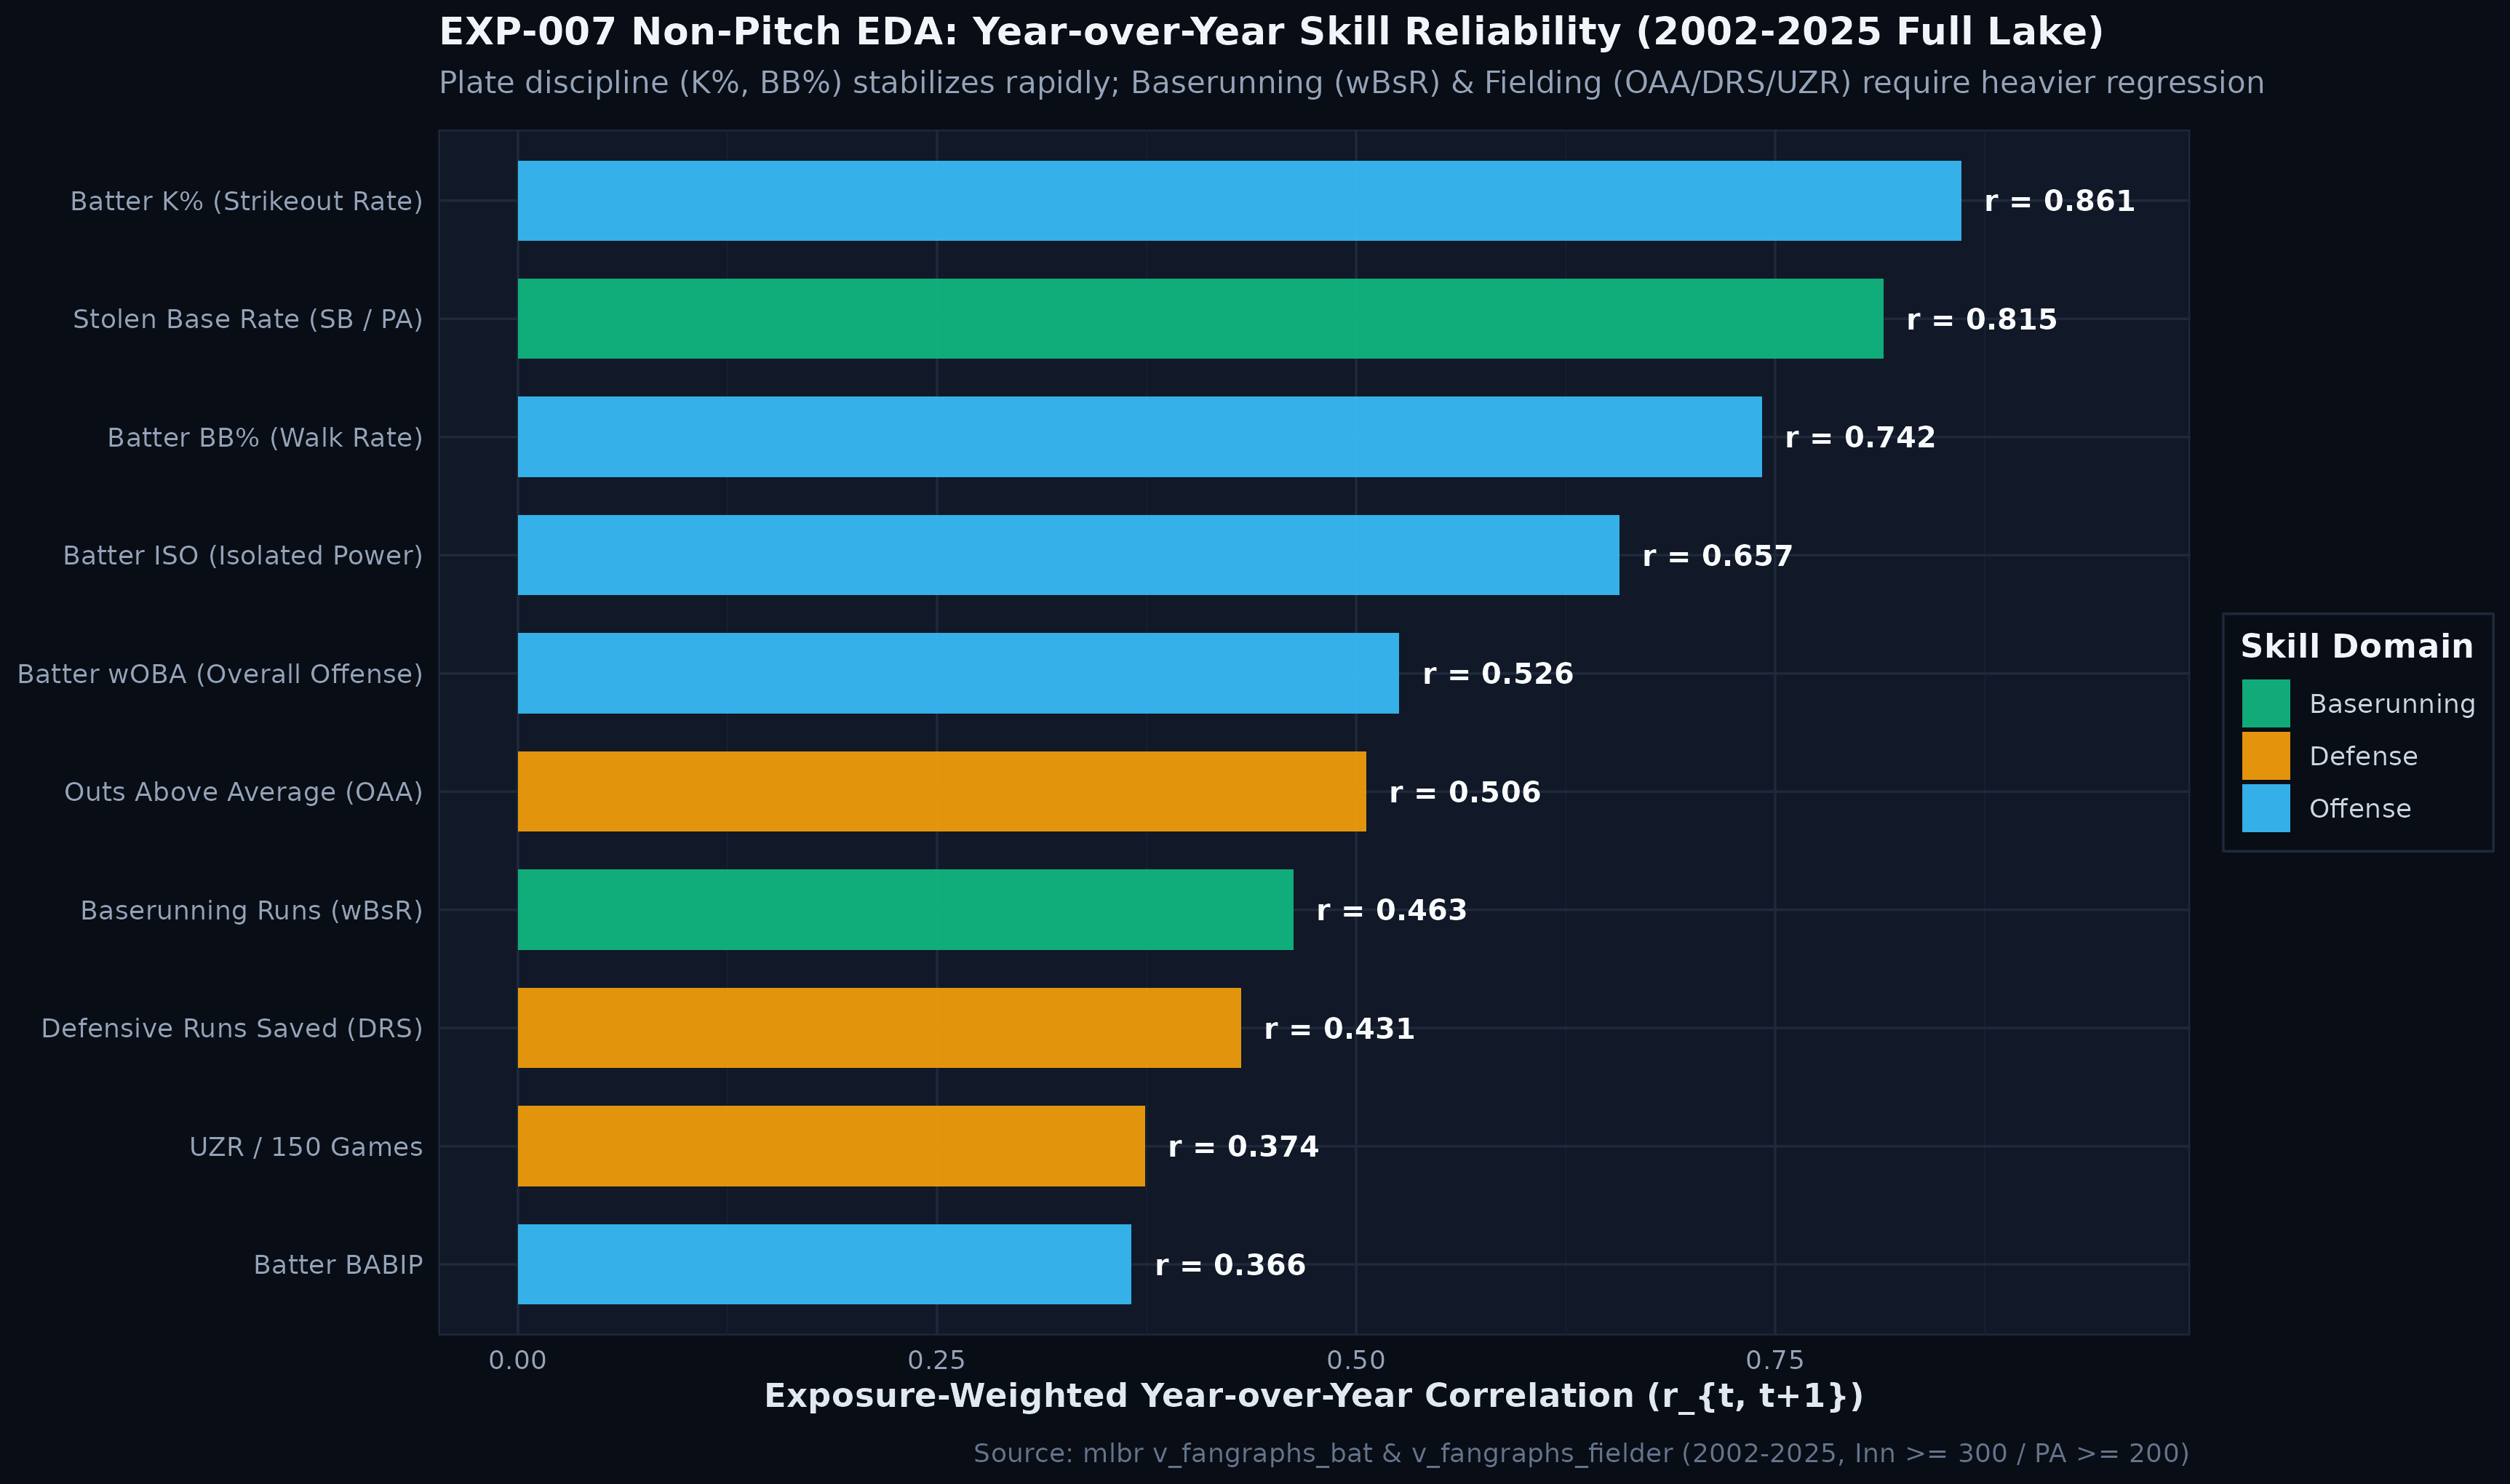 EXP-007 Non-Pitch EDA: Year-over-Year Skill Reliability (2002-2025 Full Lake)
Plate discipline (K%, BB%) stabilizes rapidly; Baserunning (wBsR) & Fielding (OAA/DRS/UZR) require heavier regression
Batter K% (Strikeout Rate)
r = 0.861
Stolen Base Rate (SB / PA)
r = 0.815
Batter BB% (Walk Rate)
r = 0.742
Batter ISO (Isolated Power)
r = 0.657
Batter wOBA (Overall Offense)
r = 0.526
Outs Above Average (OAA)
r = 0.506
Baserunning Runs (wBsR)
r = 0.463
Defensive Runs Saved (DRS)
r = 0.431
UZR / 150 Games
r = 0.374
Batter BABIP
r = 0.366
0.00
0.25
0.50
0.75
Exposure-Weighted Year-over-Year Correlation (r_{t, t+1})
Skill Domain
Baserunning
Defense
Offense
Source: mlbr v_fangraphs_bat & v_fangraphs_fielder (2002-2025, Inn >= 300 / PA >= 200)